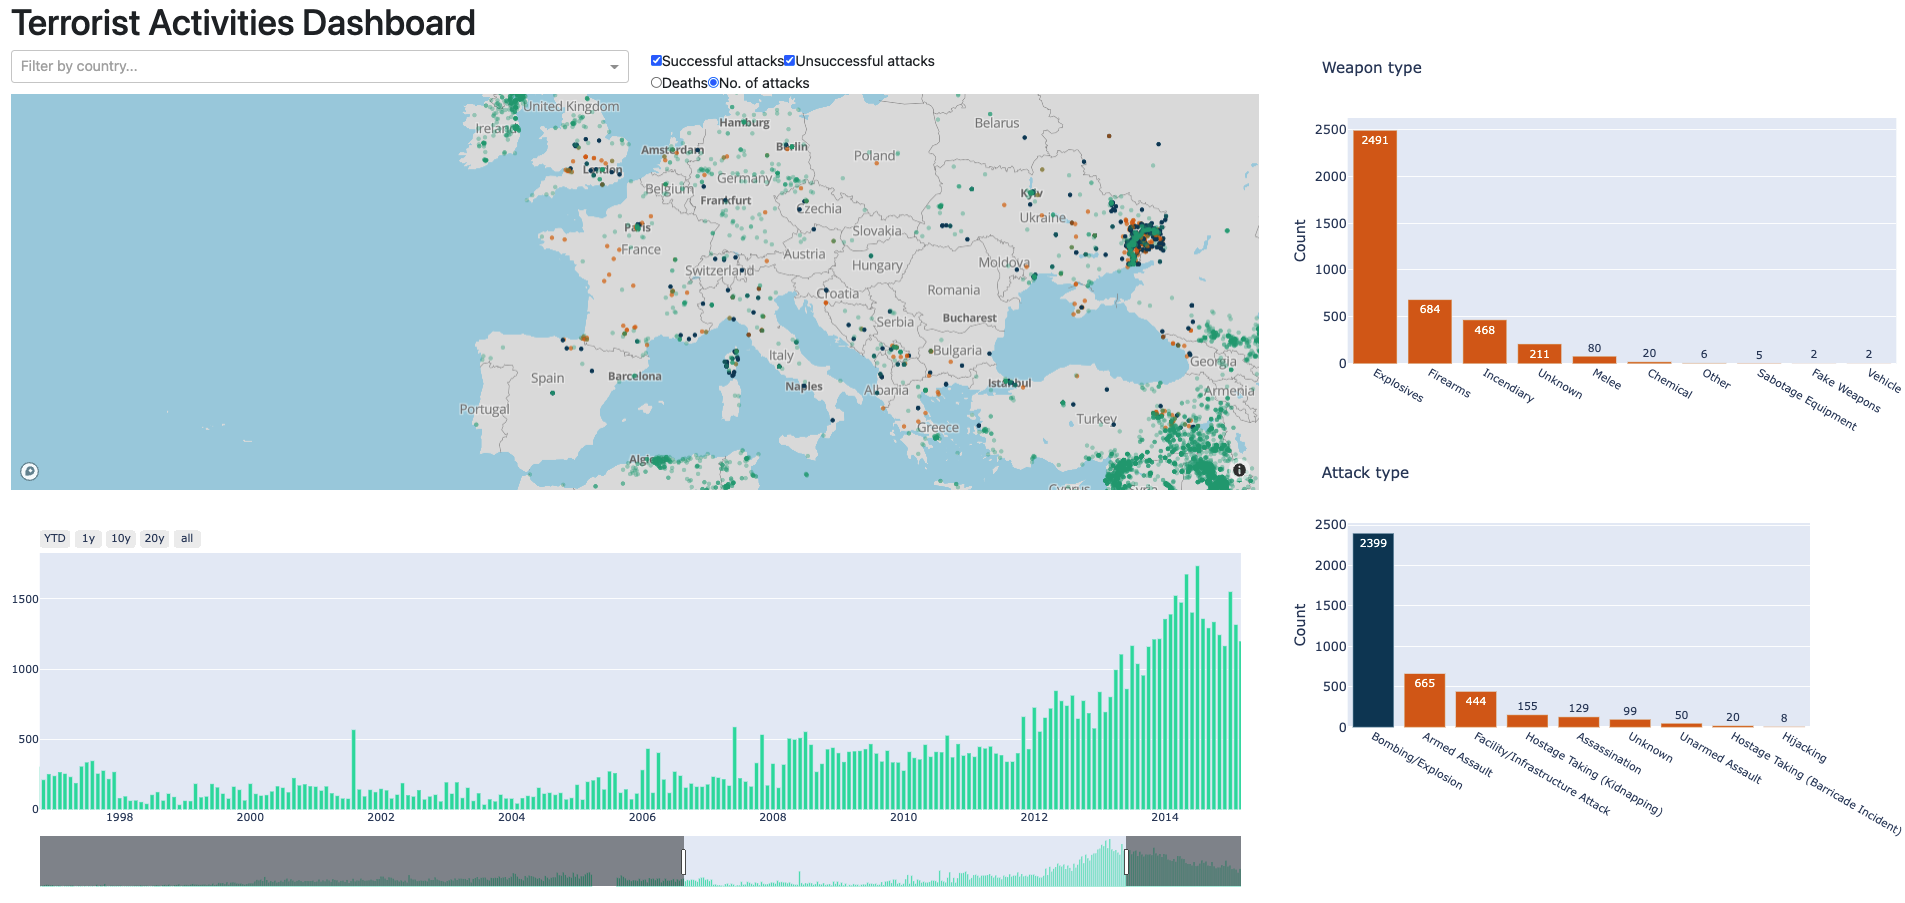 Terrorist Activities Dashboard
Filter by country...
Successful attacks Unsuccessful attacks
Deaths No. of attacks
United Kingdom
Ireland
Hamburg
Belarus
Amsterdam
Berlin
Poland
London
Germany
Belgium
Kyiv
Frankfurt
Czechia
Ukraine
Paris
Slovakia
France
Austria
Moldova
Switzerland
Hungary
Croatia
Romania
Serbia
Bucharest
Italy
Bulgaria
Georgia
Spain
Barcelona
Naples
Albania
Istanbul
Armenia
Portugal
Greece
Turkey
Cyprus
Syria
YTD 1y 10y 20y all
1500
1000
500
0
1998 2000 2002 2004 2006 2008 2010 2012 2014
Weapon type
2500
2000
1500
1000
500
0
Count
2491 684 468 211 80 20 6 5 2 2
Explosives
Firearms
Incendiary
Unknown
Melee
Chemical
Other
Sabotage Equipment
Fake Weapons
Vehicle
Attack type
2500
2000
1500
1000
500
0
Count
2399 665 444 155 129 99 50 20 8
Bombing/Explosion
Armed Assault
Facility/Infrastructure Attack
Hostage Taking (Kidnapping)
Assassination
Unknown
Unarmed Assault
Hostage Taking (Barricade Incident)
Hijacking